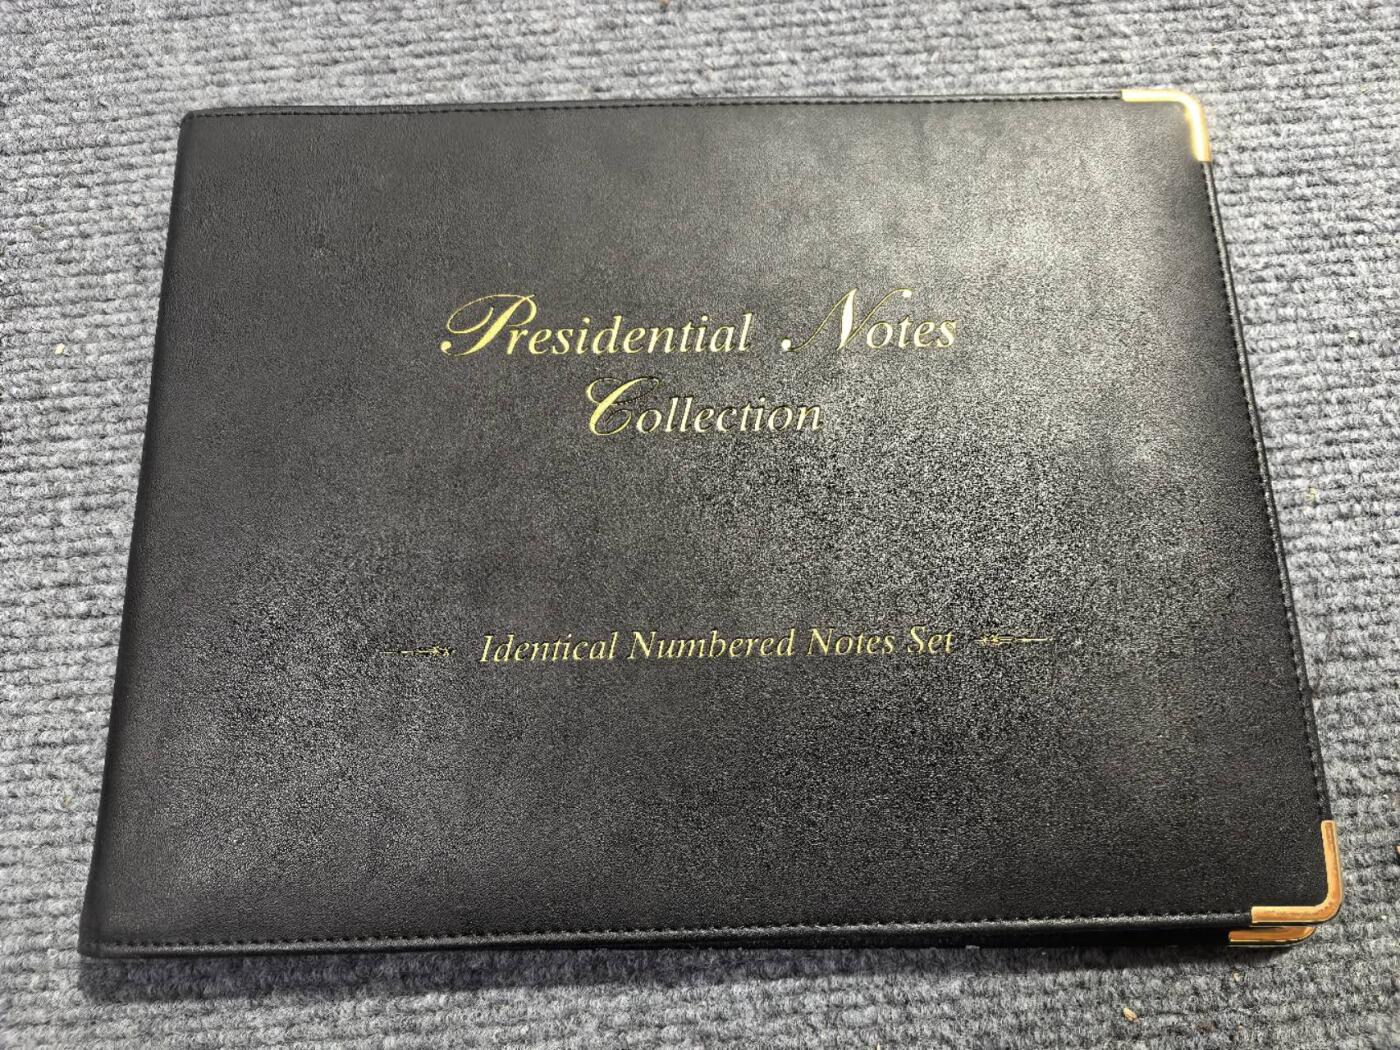 Presidential Notes
Collection
Identical Numbered Notes Set